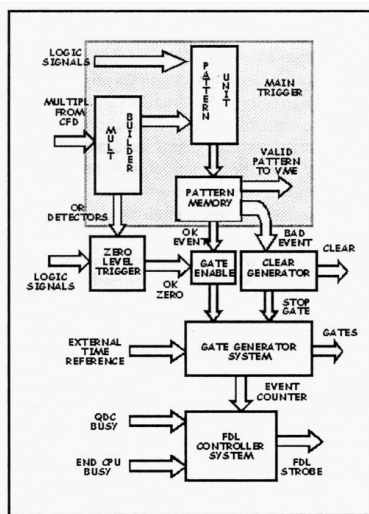 LOGIC
SIGNALS
PATTERN
UNIT
MAIN
TRIGGER
MULTIPL
FROM
CFD
MULT
BUILDER
VALID
PATTERN
TO VME
PATTERN
MEMORY
OR
DETECTORS
OK
EVENT
BAD
EVENT
CLEAR
ZERO
LEVEL
TRIGGER
GATE
ENABLE
CLEAR
GENERATOR
LOGIC
SIGNALS
OK
ZERO
STOP
GATE
GATES
EXTERNAL
TIME
REFERENCE
GATE GENERATOR
SYSTEM
EVENT
COUNTER
QDC
BUSY
FDL
CONTROLLER
SYSTEM
END CPU
BUSY
FDL
STROBE